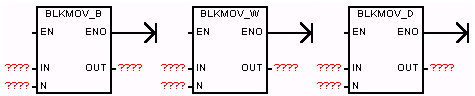 BLKMOV_B BLKMOV_W BLKMOV_D
EN ENO EN ENO EN ENO
???? IN OUT ???? ???? IN OUT ???? ???? IN OUT ????
???? N ???? N ???? N